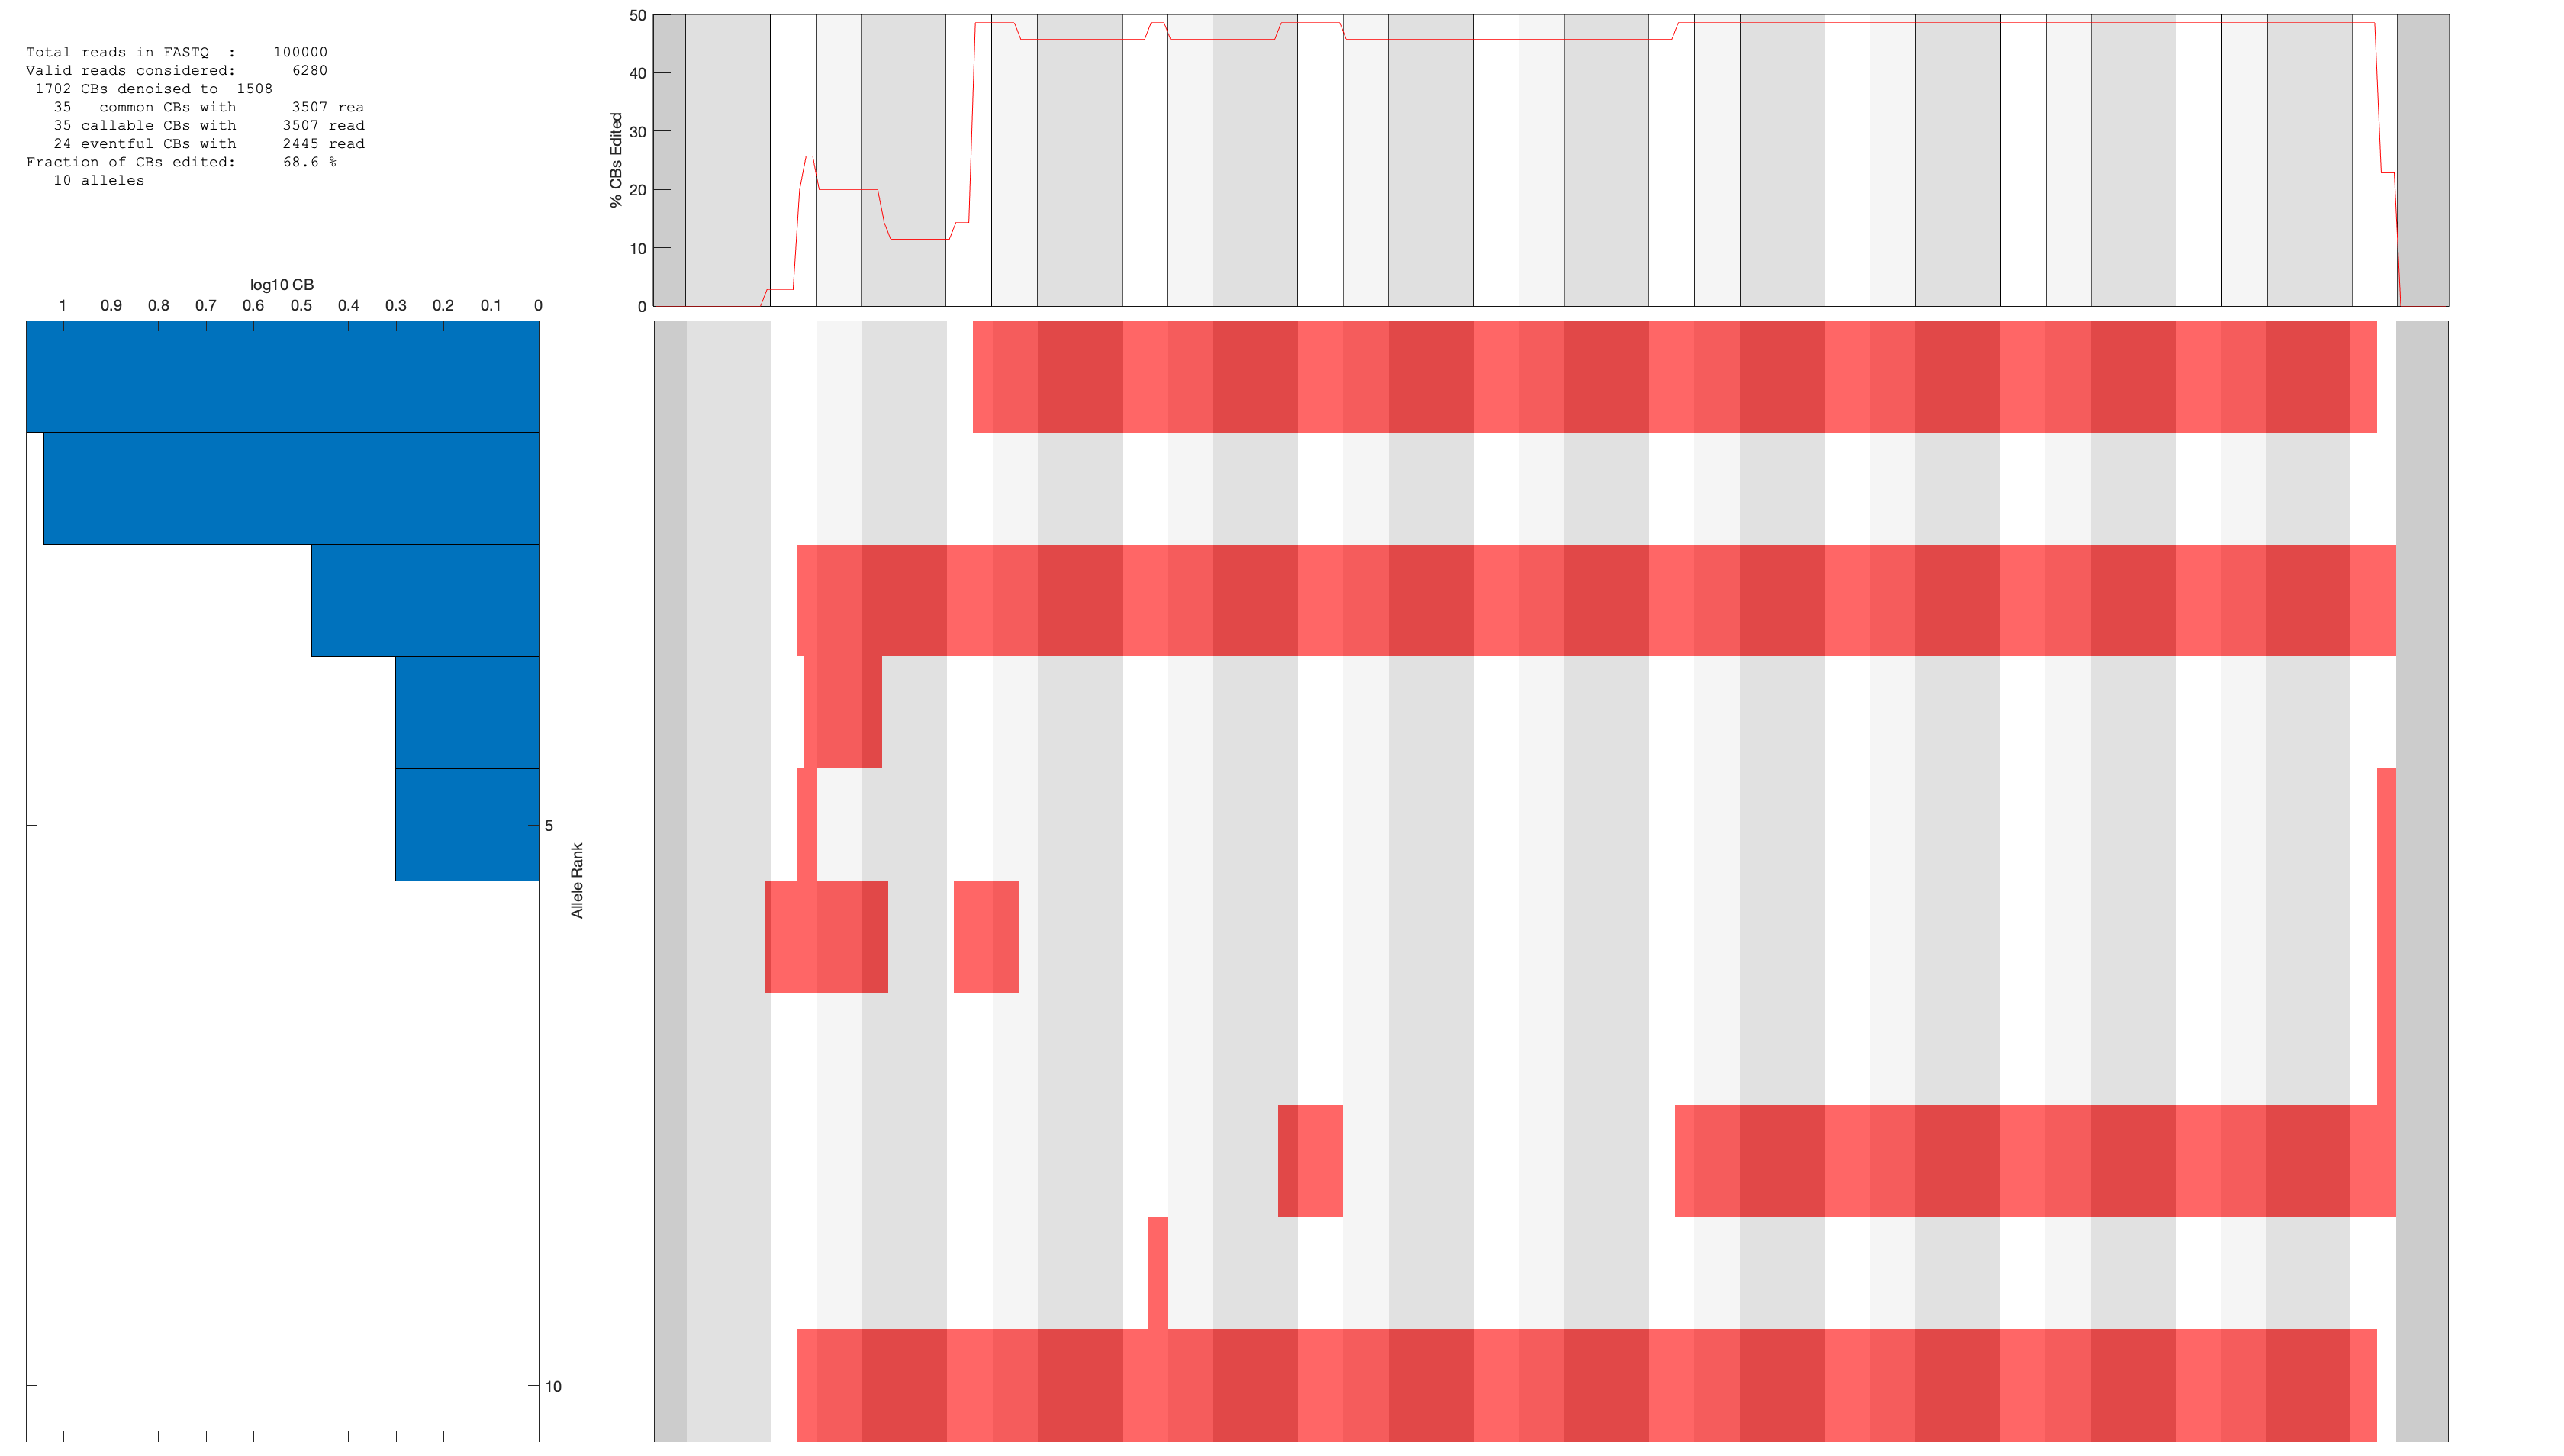 Total reads in FASTQ  :    100000
Valid reads considered:      6280
1702 CBs denoised to  1508
35   common CBs with      3507 rea
35 callable CBs with     3507 read
24 eventful CBs with     2445 read
Fraction of CBs edited:     68.6 %
10 alleles
50
40
30
20
10
0
% CBs Edited
log10 CB
1 0.9 0.8 0.7 0.6 0.5 0.4 0.3 0.2 0.1 0
5
Allele Rank
10